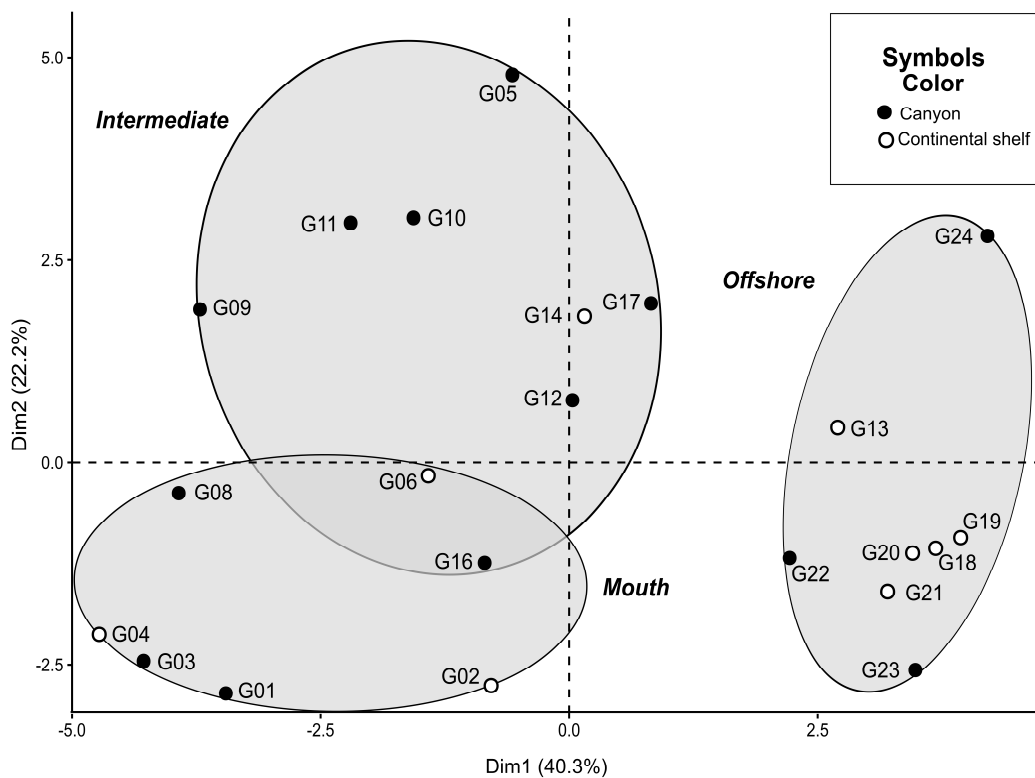 5.0
Symbols
Color
Canyon
Continental shelf
G05
Intermediate
G11
G10
G24
2.5
Offshore
G09
G14
G17
G12
G13
Dim2 (22.2%)
0.0
G06
G08
G19
G20
G18
G16
G22
Mouth
G21
G04
-2.5
G03
G02
G23
G01
-5.0
-2.5
0.0
2.5
Dim1 (40.3%)